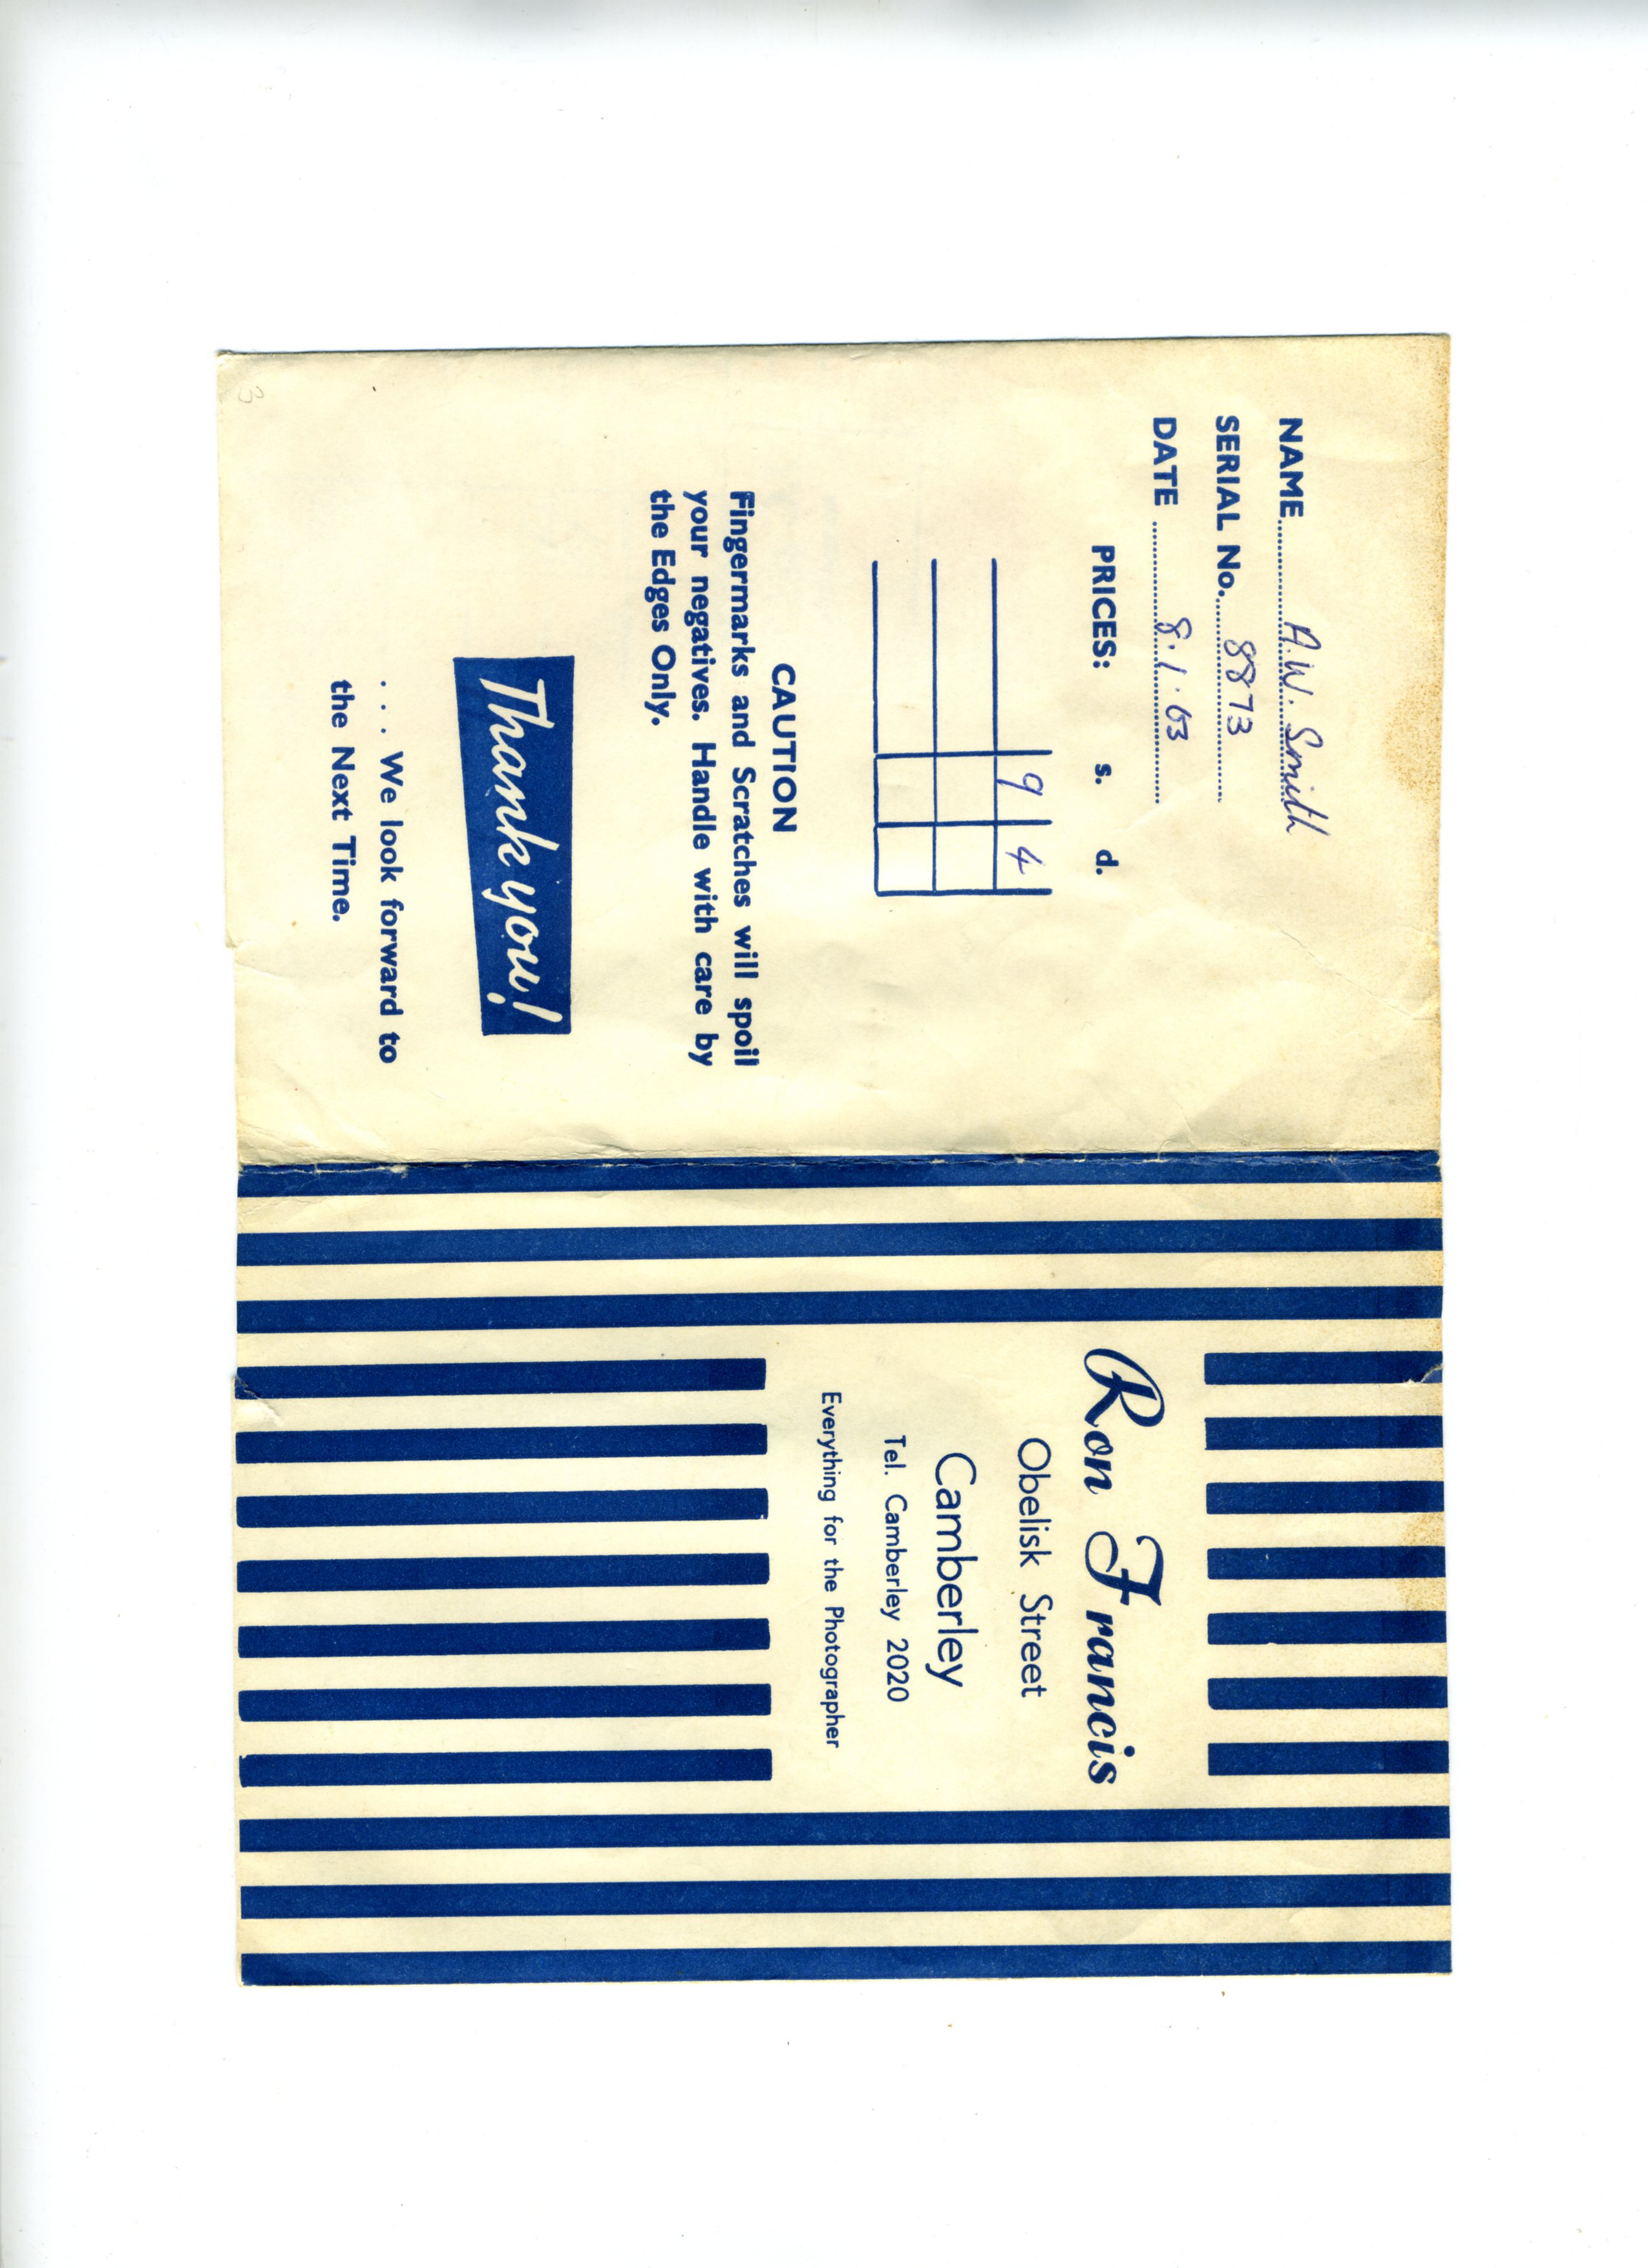 NAME A.W. Smith
SERIAL No. 8873
DATE 8.1.63
PRICES: s. d.
9 4
CAUTION
Fingermarks and Scratches will spoil
your negatives. Handle with care by
the Edges Only.
Thank you!
. . . We look forward to
the Next Time.
3
Ron Francis
Obelisk Street
Camberley
Tel. Camberley 2020
Everything for the Photographer